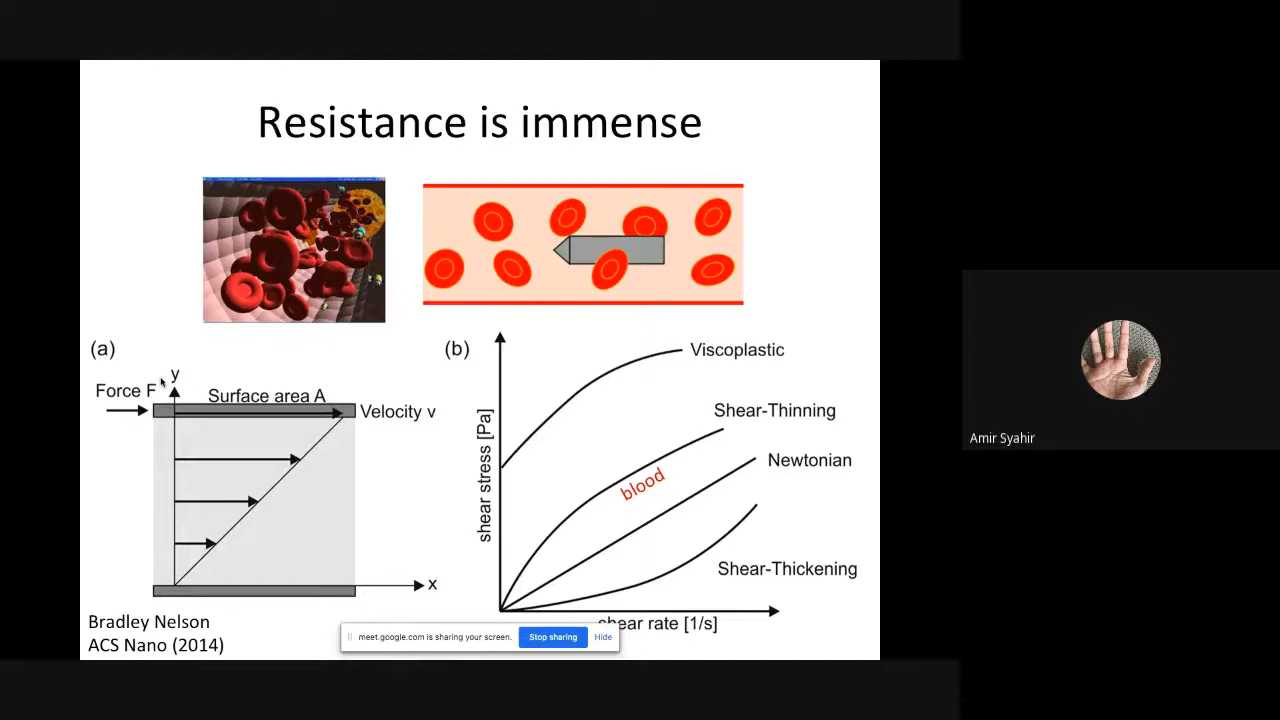 Resistance is immense
(a)
Force F
y
Surface area A
Velocity v
x
(b)
shear stress [Pa]
Viscoplastic
Shear-Thinning
blood
Newtonian
Shear-Thickening
shear rate [1/s]
Bradley Nelson
ACS Nano (2014)
meet.google.com is sharing your screen.
Stop sharing
Hide
Amir Syahir